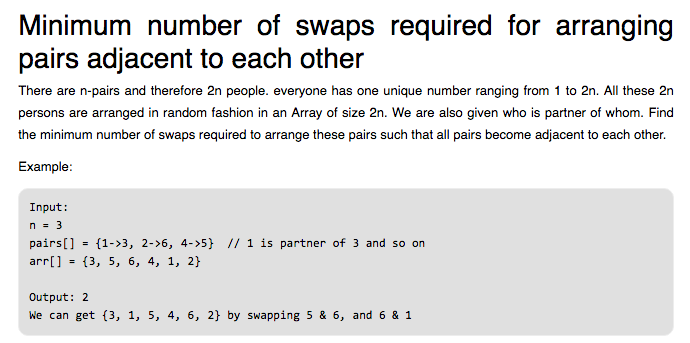 Minimum number of swaps required for arranging
pairs adjacent to each other
There are n-pairs and therefore 2n people. everyone has one unique number ranging from 1 to 2n. All these 2n
persons are arranged in random fashion in an Array of size 2n. We are also given who is partner of whom. Find
the minimum number of swaps required to arrange these pairs such that all pairs become adjacent to each other.
Example:
Input:
n = 3
pairs[] = {1->3, 2->6, 4->5}  // 1 is partner of 3 and so on
arr[] = {3, 5, 6, 4, 1, 2}
Output: 2
We can get {3, 1, 5, 4, 6, 2} by swapping 5 & 6, and 6 & 1